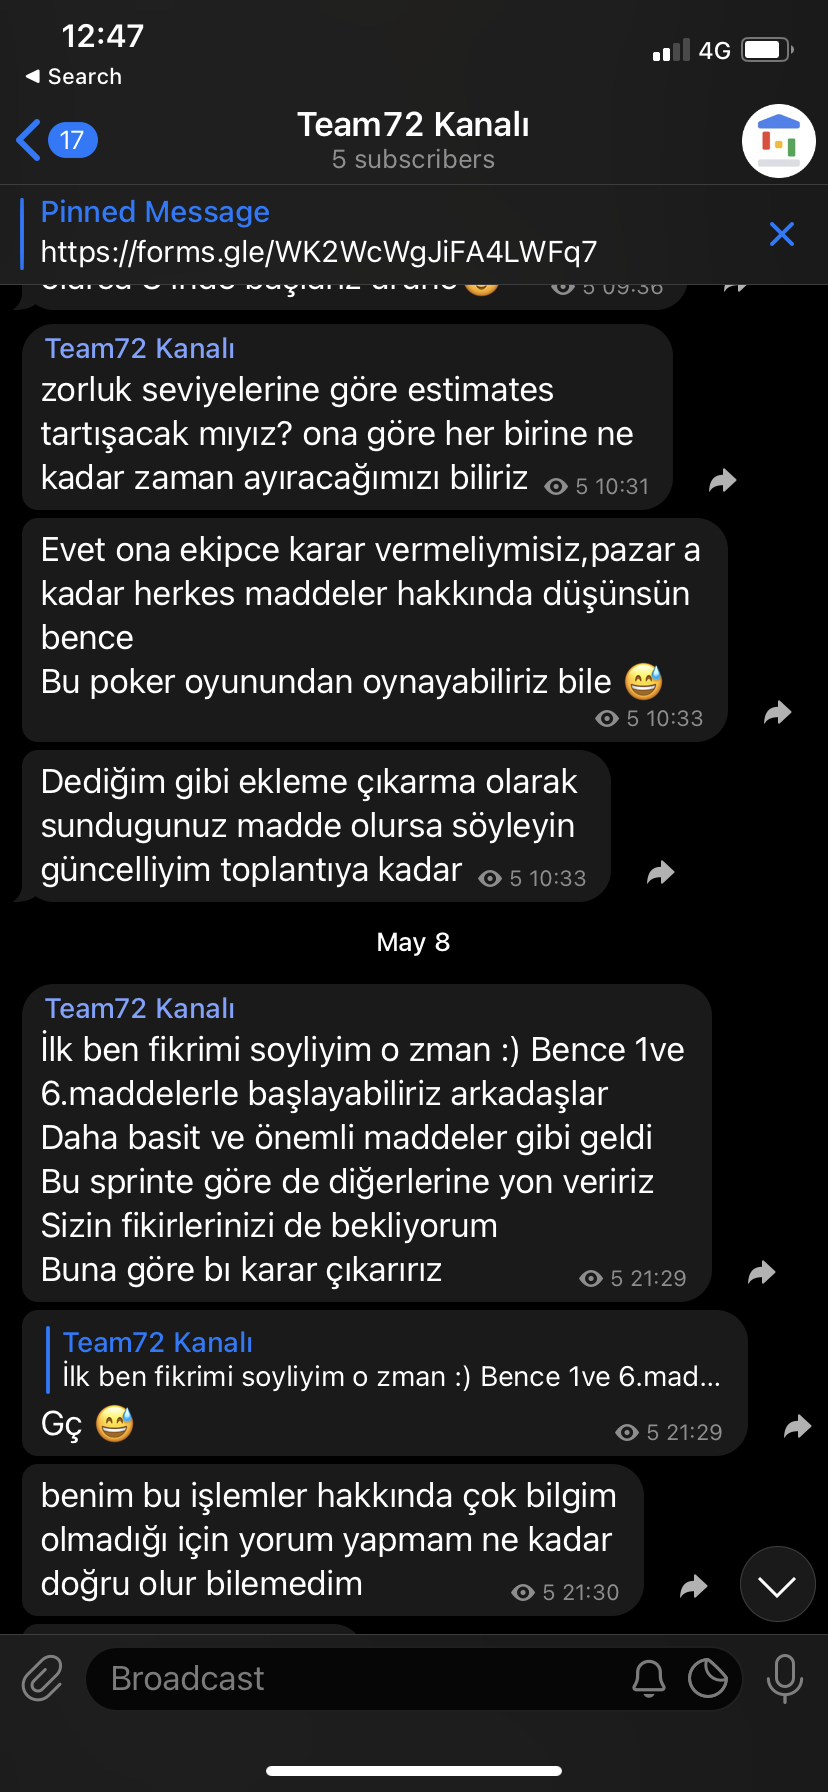 12:47
4G
Search
17
Team72 Kanalı
5 subscribers
Pinned Message
https://forms.gle/WK2WcWgJiFA4LWFq7
5 09:36
Team72 Kanalı
zorluk seviyelerine göre estimates
tartışacak mıyız? ona göre her birine ne
kadar zaman ayıracağımızı biliriz 5 10:31
Evet ona ekipce karar vermeliymisiz,pazar a
kadar herkes maddeler hakkında düşünsün
bence
Bu poker oyunundan oynayabiliriz bile 😅
5 10:33
Dediğim gibi ekleme çıkarma olarak
sundugunuz madde olursa söyleyin
güncelliyim toplantıya kadar 5 10:33
May 8
Team72 Kanalı
İlk ben fikrimi soyliyim o zman :) Bence 1ve
6.maddelerle başlayabiliriz arkadaşlar
Daha basit ve önemli maddeler gibi geldi
Bu sprinte göre de diğerlerine yon veririz
Sizin fikirlerinizi de bekliyorum
Buna göre bı karar çıkarırız 5 21:29
Team72 Kanalı
İlk ben fikrimi soyliyim o zman :) Bence 1ve 6.mad...
Gç 😅 5 21:29
benim bu işlemler hakkında çok bilgim
olmadığı için yorum yapmam ne kadar
doğru olur bilemedim 5 21:30
Broadcast